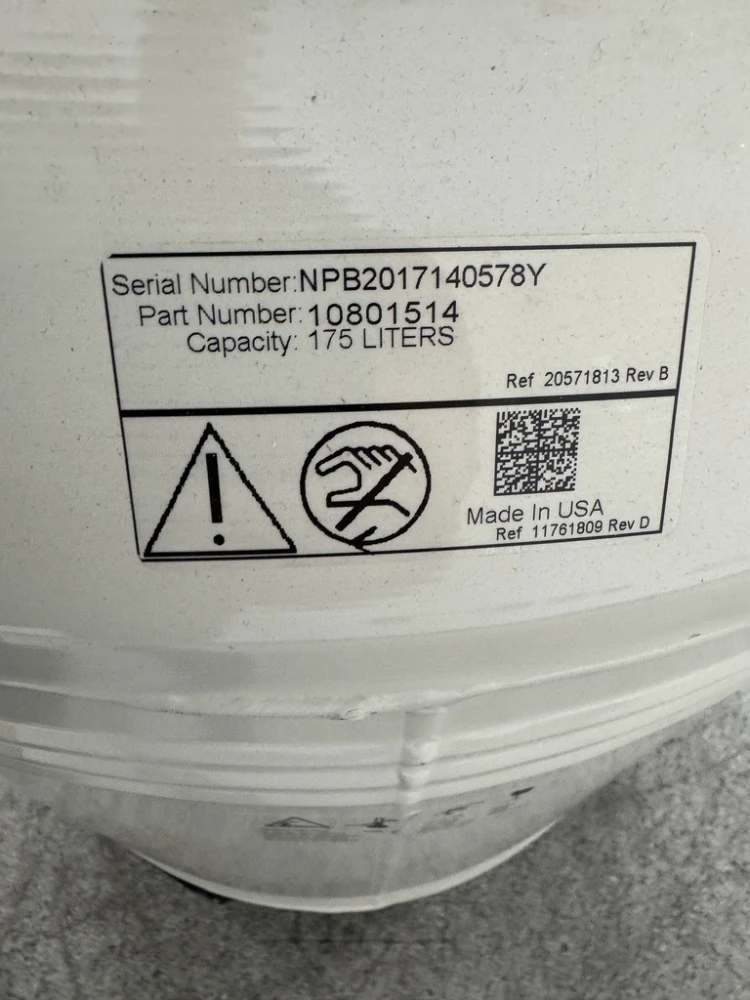 Serial Number:NPB2017140578Y
Part Number: 10801514
Capacity: 175 LITERS
Ref 20571813 Rev B
Made In USA
Ref 11761809 Rev D